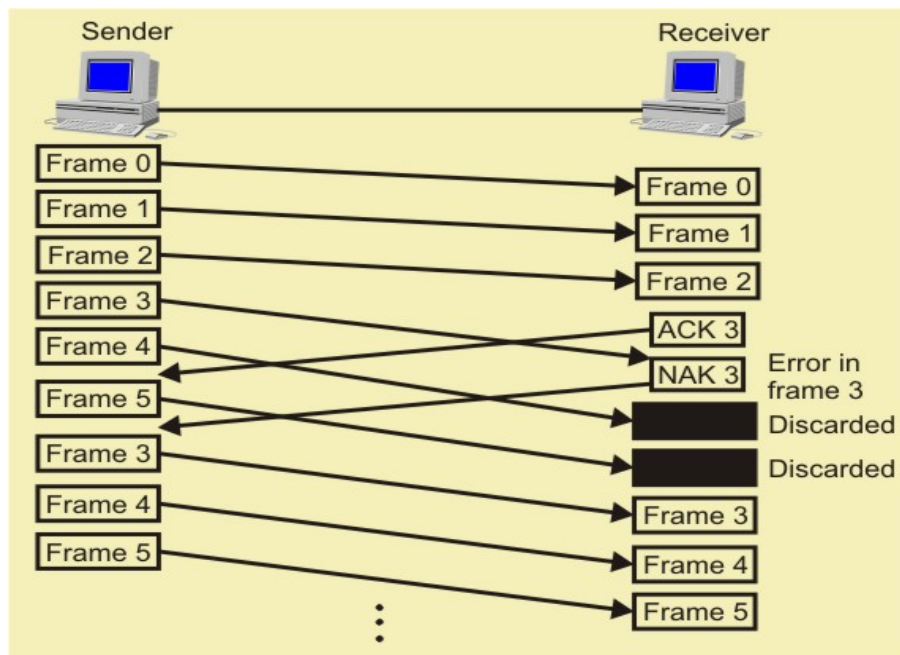 Sender
Receiver
Frame 0
Frame 1
Frame 2
Frame 3
Frame 4
Frame 5
Frame 3
Frame 4
Frame 5
Frame 0
Frame 1
Frame 2
ACK 3
NAK 3
Error in
frame 3
Discarded
Discarded
Frame 3
Frame 4
Frame 5